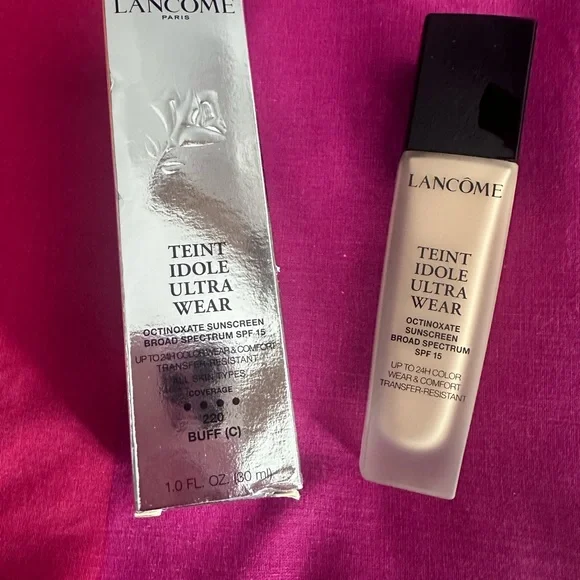 LANCÔME
PARIS
TEINT
IDOLE
ULTRA
WEAR
OCTINOXATE SUNSCREEN
BROAD SPECTRUM SPF 15
UP TO 24H COLOR WEAR & COMFORT
TRANSFER-RESISTANT
ALL SKIN TYPES
COVERAGE
220
BUFF (C)
1.0 FL. OZ. (30 ml)
LANCÔME
TEINT
IDOLE
ULTRA
WEAR
OCTINOXATE
SUNSCREEN
BROAD SPECTRUM
SPF 15
UP TO 24H COLOR
WEAR & COMFORT
TRANSFER-RESISTANT